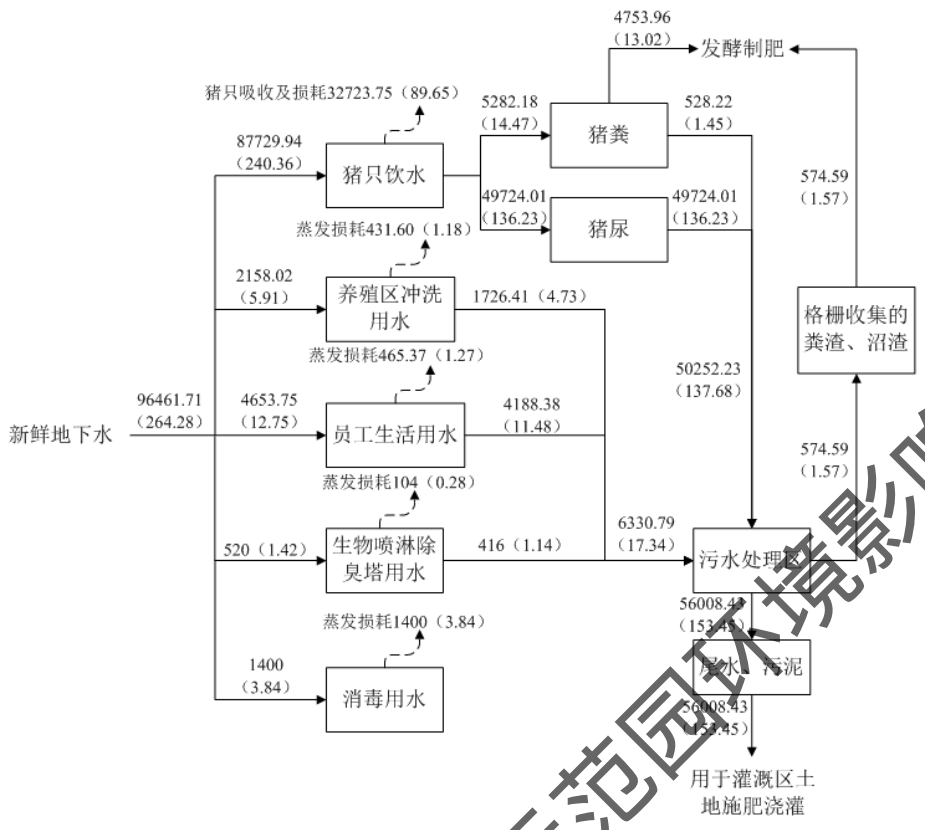 4753.96
(13.02)
发酵制肥
猪只吸收及损耗32723.75(89.65)
87729.94
(240.36)
猪只饮水
5282.18
(14.47)
猪粪
528.22
(1.45)
49724.01
(136.23)
猪尿
49724.01
(136.23)
574.59
(1.57)
蒸发损耗431.60(1.18)
2158.02
(5.91)
养殖区冲洗
用水
1726.41(4.73)
格栅收集的
粪渣、沼渣
蒸发损耗465.37(1.27)
50252.23
(137.68)
新鲜地下水
96461.71
(264.28)
4653.75
(12.75)
员工生活用水
4188.38
(11.48)
574.59
(1.57)
蒸发损耗104(0.28)
520(1.42)
生物喷淋除
臭塔用水
416(1.14)
6330.79
(17.34)
污水处理区
蒸发损耗1400(3.84)
56008.43
(153.45)
1400
(3.84)
消毒用水
尾水、污泥
56008.43
(153.45)
用于灌溉区土
地施肥浇灌
范园环境影